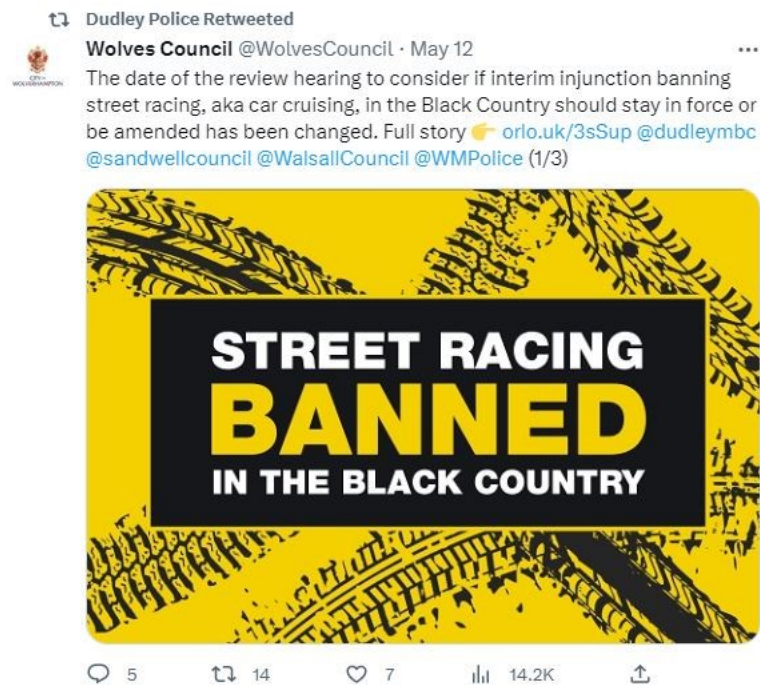 Dudley Police Retweeted
Wolves Council @WolvesCouncil · May 12
The date of the review hearing to consider if interim injunction banning
street racing, aka car cruising, in the Black Country should stay in force or
be amended has been changed. Full story 👉 orlo.uk/3sSup @dudleymbc
@sandwellcouncil @WalsallCouncil @WMPolice (1/3)
CITY OF
WOLVERHAMPTON
STREET RACING
BANNED
IN THE BLACK COUNTRY
5 14 7 14.2K